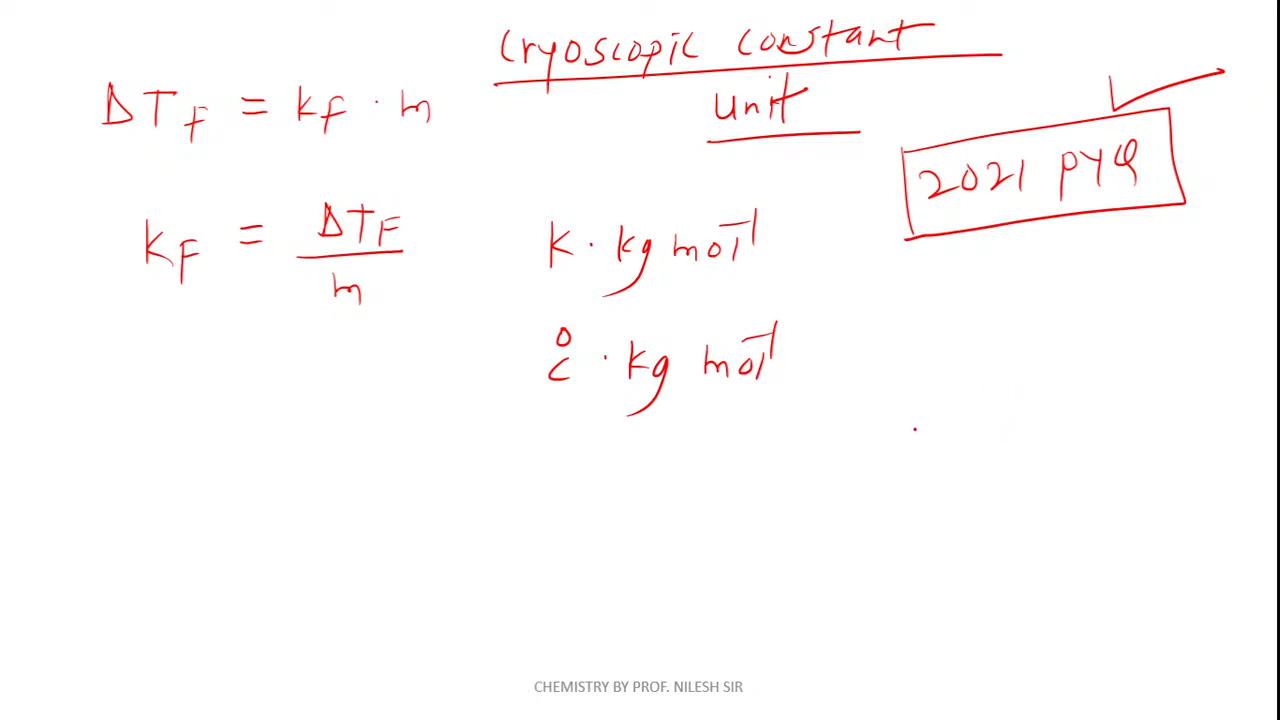 Cryoscopic constant
unit
ΔTF = kF · m
2021 PYQ
kF = ΔTF / m
K · kg mol⁻¹
°C · kg mol⁻¹
CHEMISTRY BY PROF. NILESH SIR